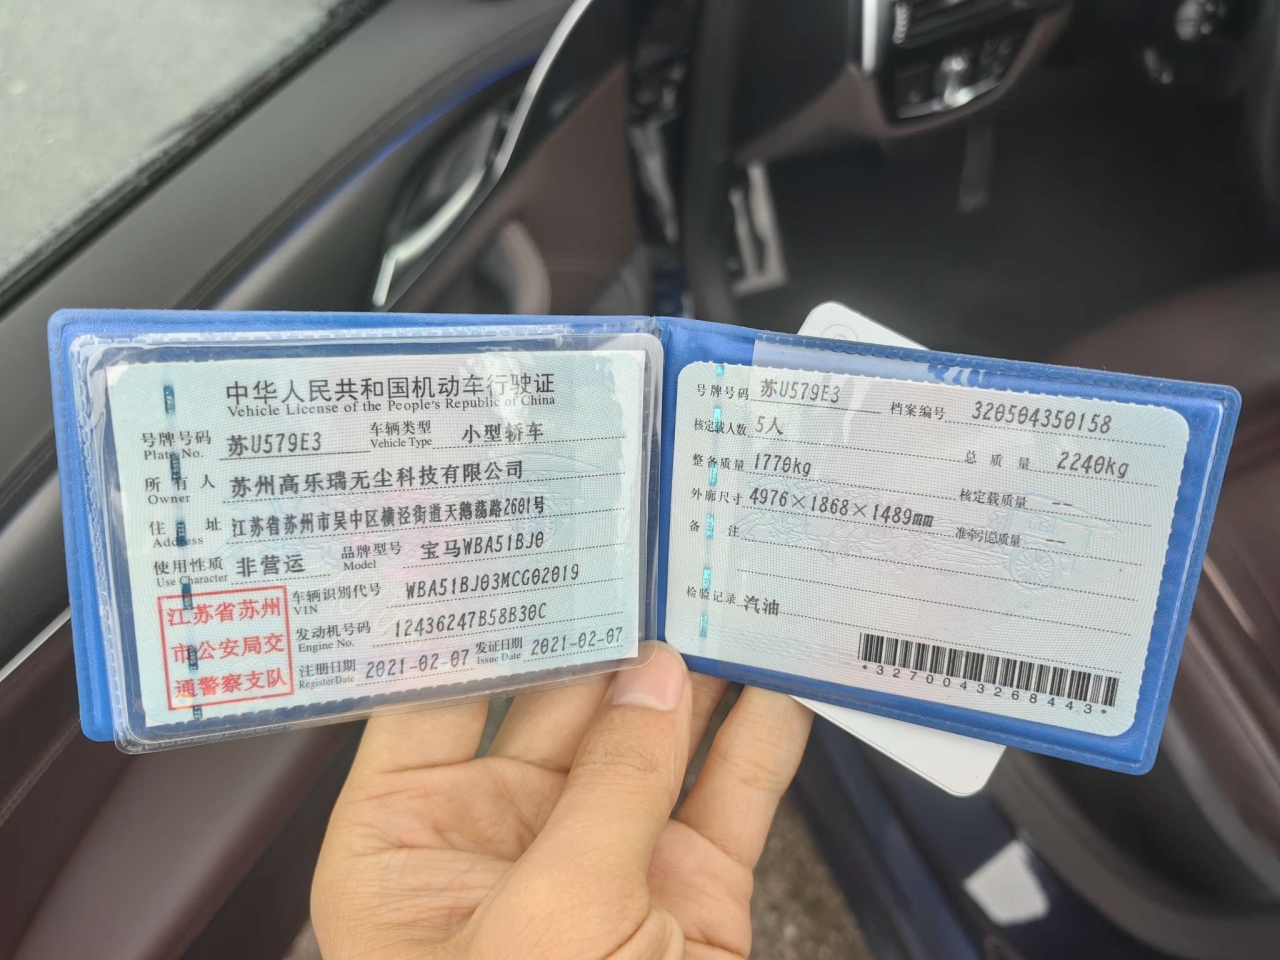 中华人民共和国机动车行驶证
Vehicle License of the People's Republic of China
号牌号码 苏U579E3 车辆类型 小型轿车
Plate No. Vehicle Type
所有人 苏州高乐瑞无尘科技有限公司
Owner
住址 江苏省苏州市吴中区横泾街道天鹅荡路2601号
Address
使用性质 非营运 品牌型号 宝马WBA51BJ0
Use Character Model
江苏省苏州
市公安局交
通警察支队
车辆识别代号 WBA51BJ03MCG02019
VIN
发动机号码 12436247B58B30C
Engine No.
注册日期 2021-02-07 发证日期 2021-02-07
Register Date Issue Date
号牌号码 苏U579E3 档案编号 320504350158
核定载人数 5人 总质量 2240kg
整备质量 1770kg 核定载质量 --
外廓尺寸 4976×1868×1489mm 准牵引总质量 --
备注
检验记录 汽油
*3270043268443*